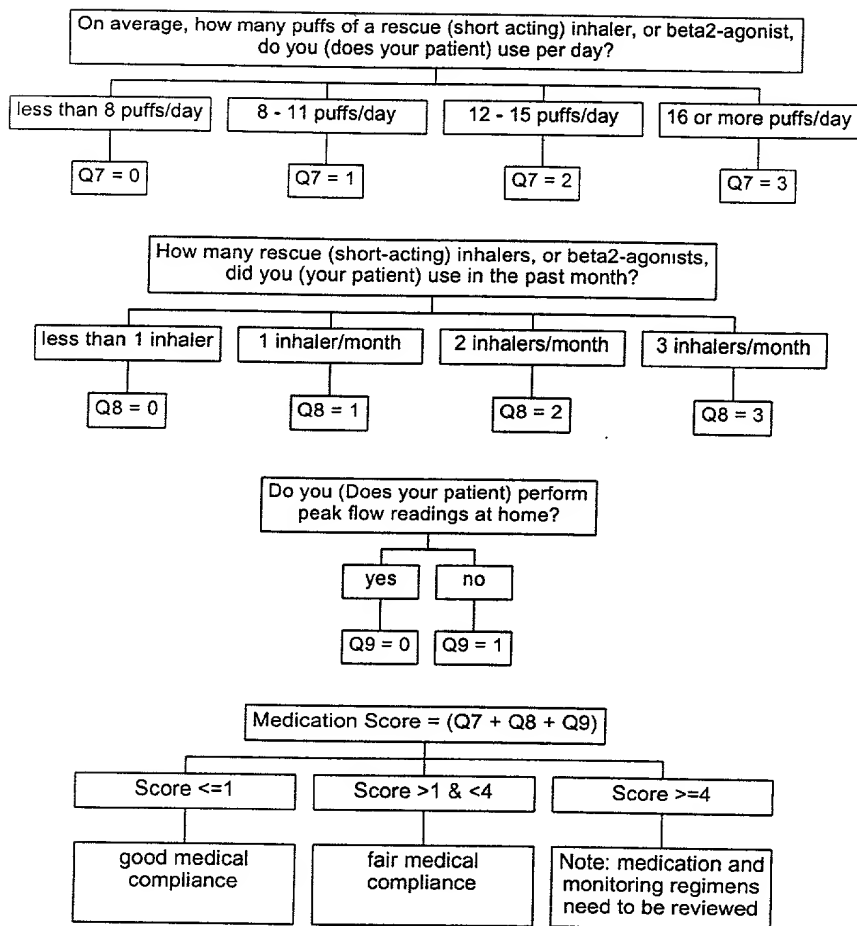 On average, how many puffs of a rescue (short acting) inhaler, or beta2-agonist,
do you (does your patient) use per day?
less than 8 puffs/day
8 - 11 puffs/day
12 - 15 puffs/day
16 or more puffs/day
Q7 = 0
Q7 = 1
Q7 = 2
Q7 = 3
How many rescue (short-acting) inhalers, or beta2-agonists,
did you (your patient) use in the past month?
less than 1 inhaler
1 inhaler/month
2 inhalers/month
3 inhalers/month
Q8 = 0
Q8 = 1
Q8 = 2
Q8 = 3
Do you (Does your patient) perform
peak flow readings at home?
yes
no
Q9 = 0
Q9 = 1
Medication Score = (Q7 + Q8 + Q9)
Score <=1
Score >1 & <4
Score >=4
good medical
compliance
fair medical
compliance
Note: medication and
monitoring regimens
need to be reviewed